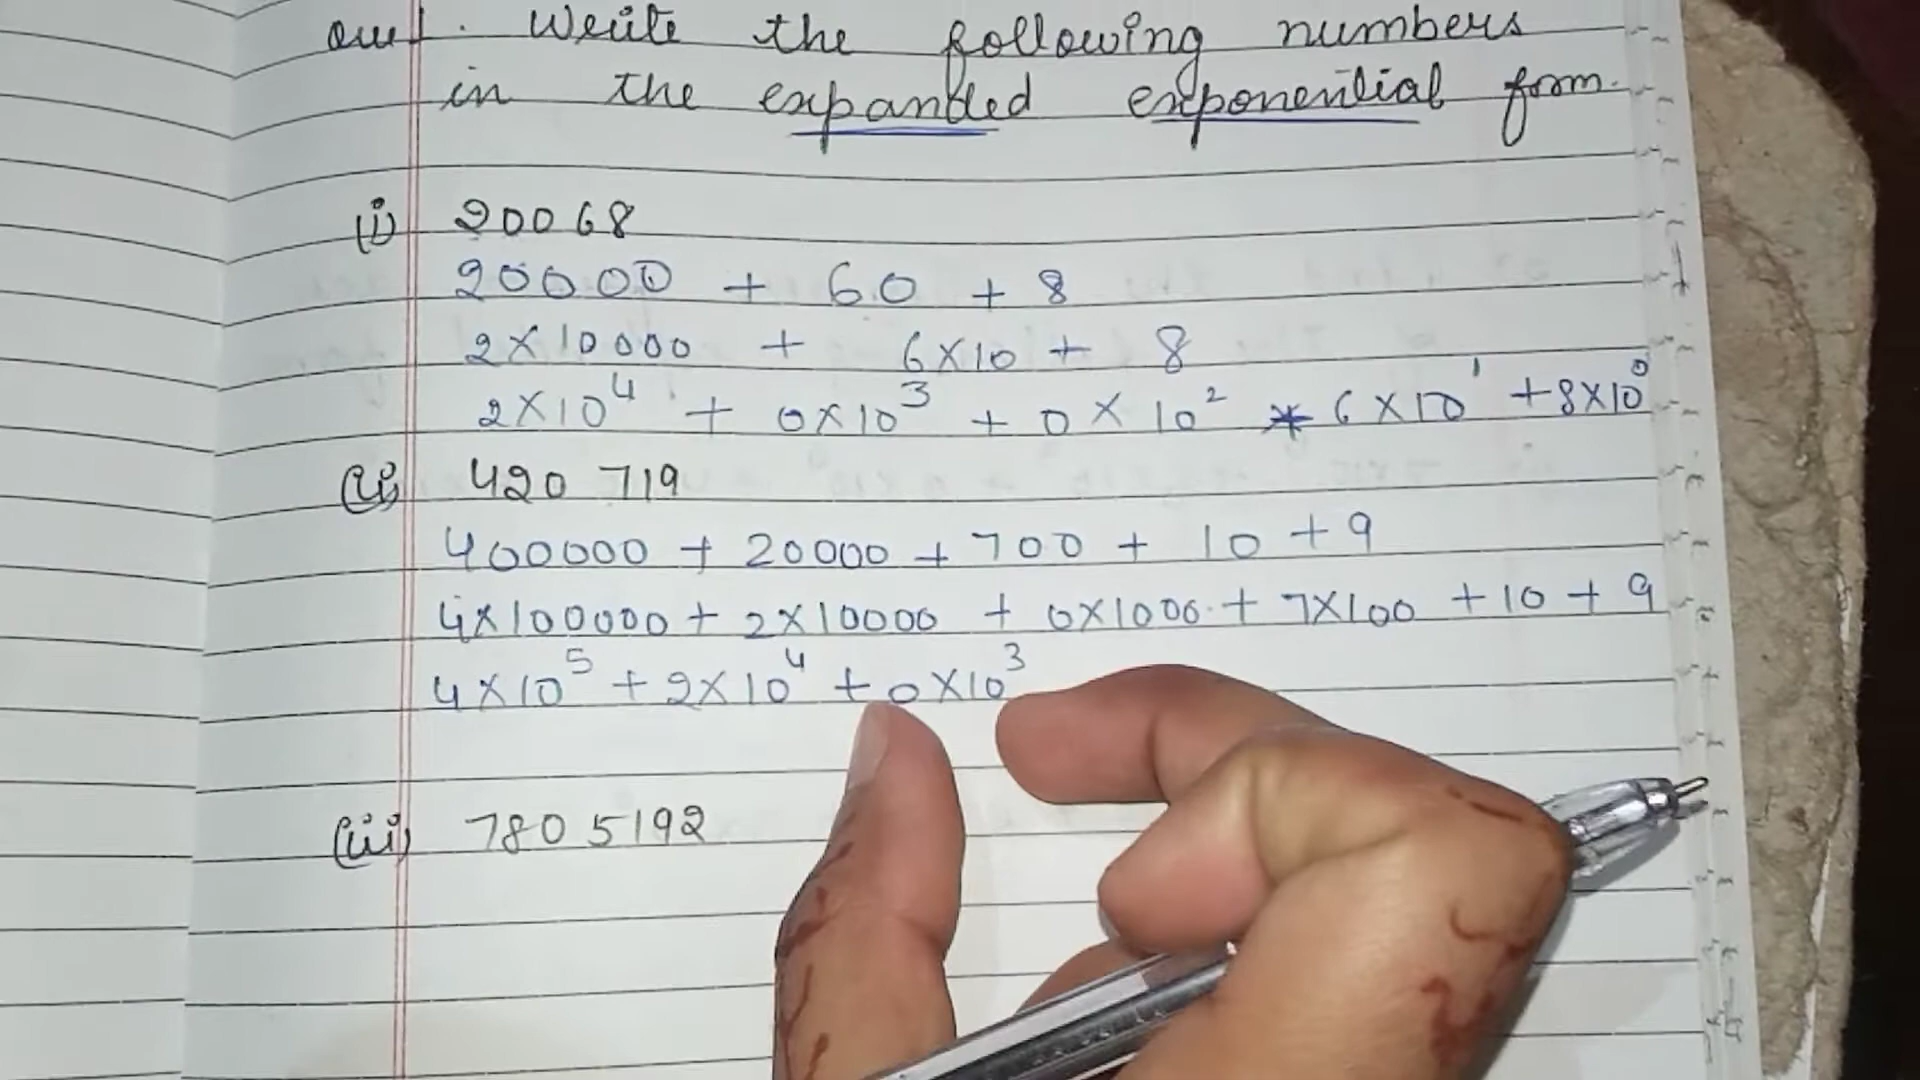 Que1. Write the following numbers
in the expanded exponential form.
(i) 20068
20000 + 60 + 8
2×10000 + 6×10 + 8
2×10⁴ + 0×10³ + 0×10² + 6×10¹ + 8×10⁰
(ii) 420719
400000 + 20000 + 700 + 10 + 9
4×100000 + 2×10000 + 0×1000 + 7×100 + 10 + 9
4×10⁵ + 2×10⁴ + 0×10³
(iii) 7805192